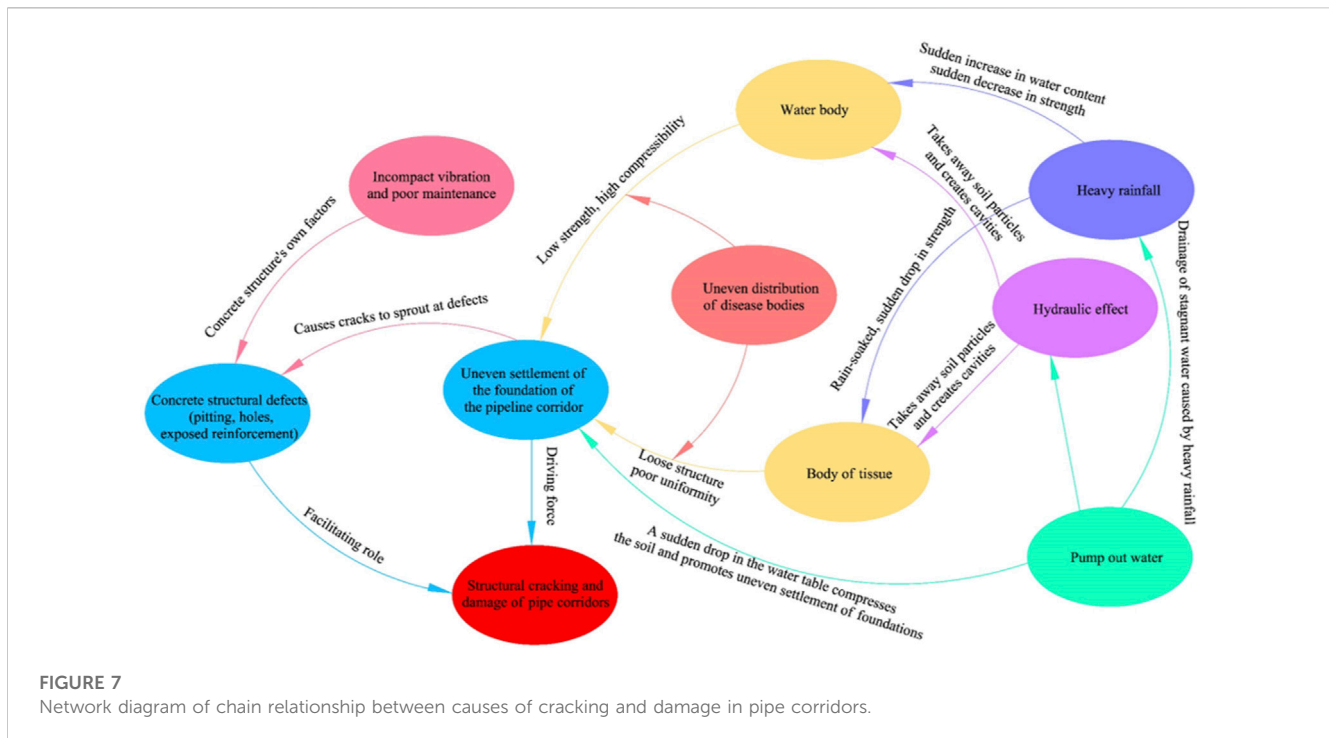 Sudden increase in water content
sudden decrease in strength
Water body
Takes away soil particles
and creates cavities
Heavy rainfall
Incompact vibration
and poor maintenance
Low strength, high compressibility
Concrete structure's own factors
Rain-soaked, sudden drop in strength
Drainage of stagnant water caused by heavy rainfall
Uneven distribution
of disease bodies
Hydraulic effect
Causes cracks to sprout at defects
Uneven settlement of
the foundation of
the pipeline corridor
Takes away soil particles
and creates cavities
Concrete structural defects
(pitting, holes,
exposed reinforcement)
Driving force
Loose structure
poor uniformity
Body of tissue
Facilitating role
A sudden drop in the water table compresses
the soil and promotes uneven settlement of foundations
Pump out water
Structural cracking and
damage of pipe corridors
FIGURE 7
Network diagram of chain relationship between causes of cracking and damage in pipe corridors.